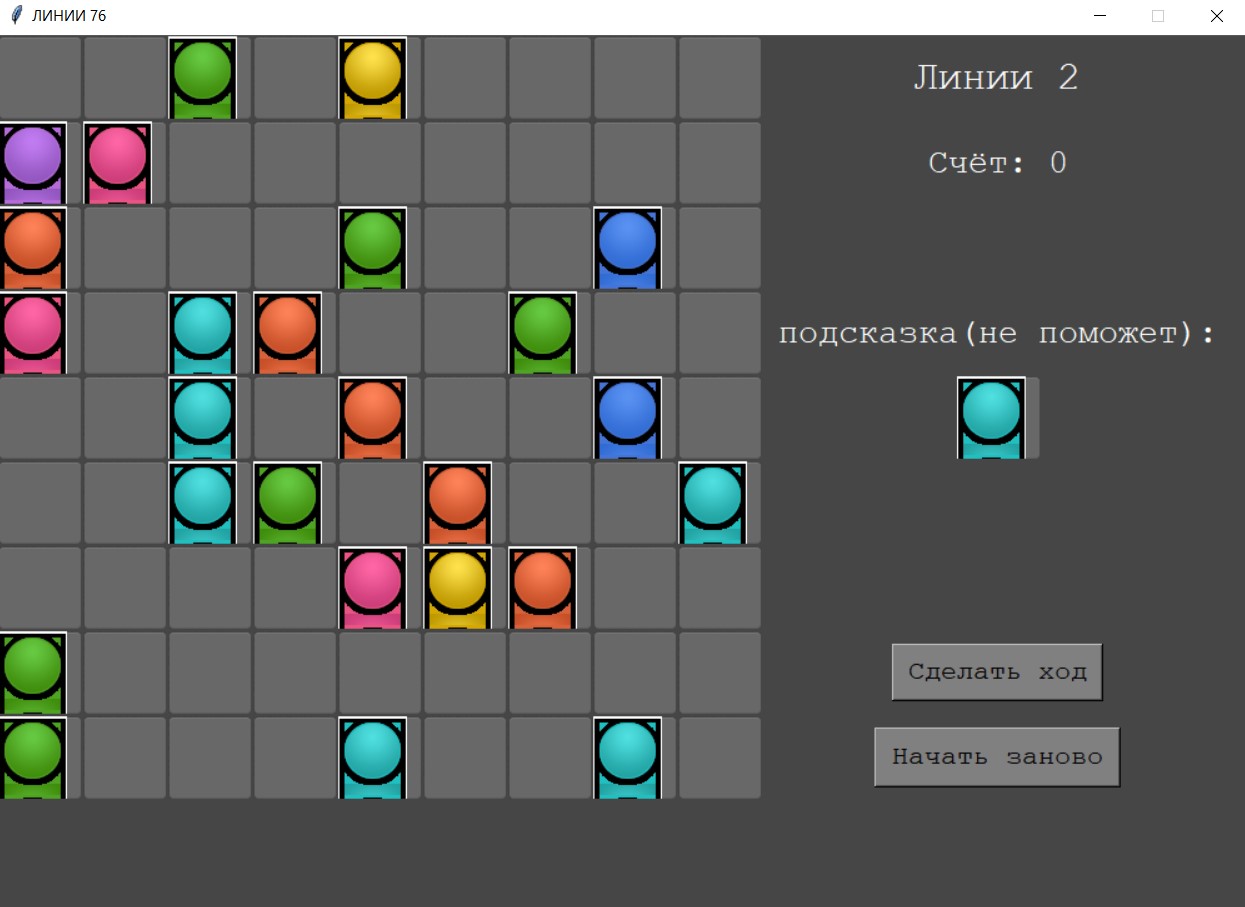 ЛИНИИ 76
Линии 2
Счёт: 0
подсказка(не поможет):
Сделать ход
Начать заново